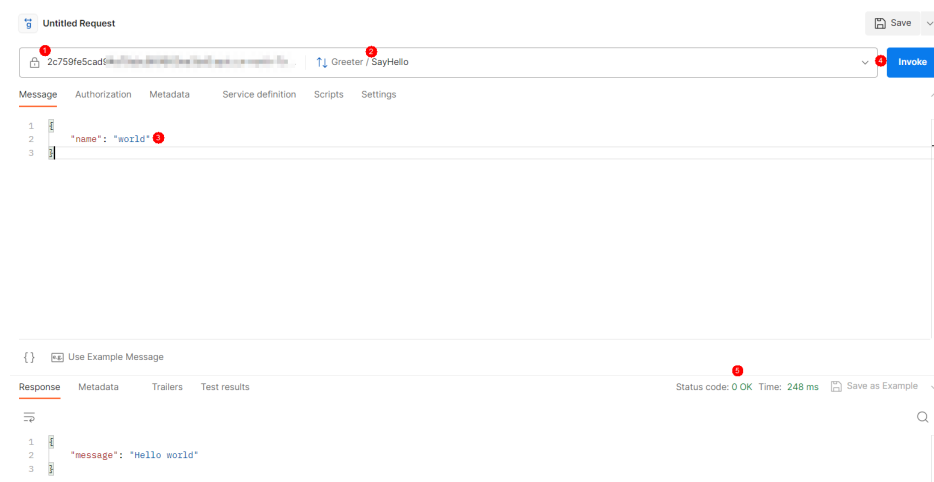 Untitled Request
Save
1
2
2c759fe5cad9
Greeter / SayHello
4
Invoke
Message Authorization Metadata Service definition Scripts Settings
1 {
2 "name": "world" 3
3 }
{} e.g. Use Example Message
5
Response Metadata Trailers Test results Status code: 0 OK Time: 248 ms Save as Example
1 {
2 "message": "Hello world"
3 }